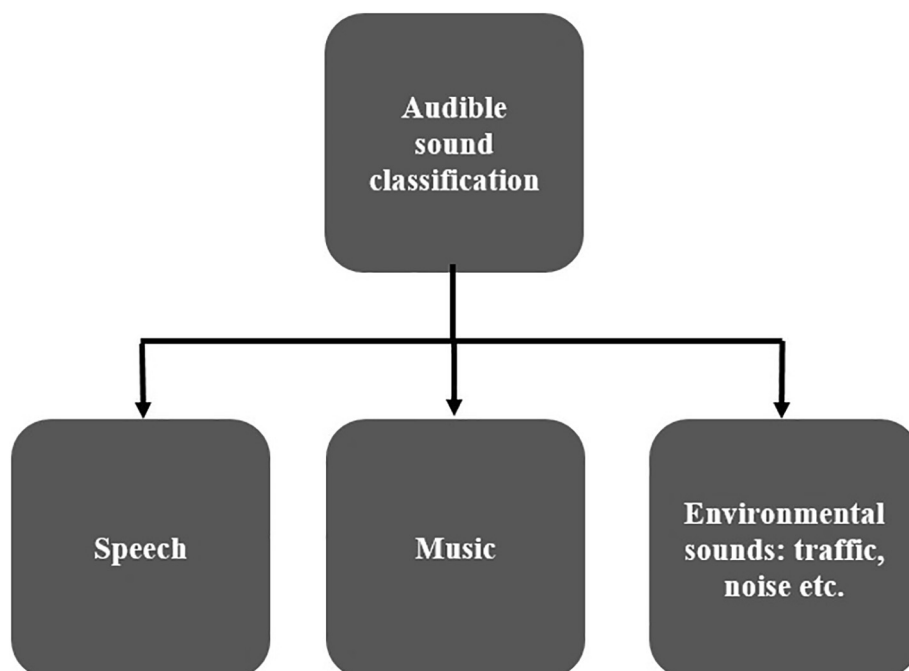 Audible
sound
classification
Speech
Music
Environmental
sounds: traffic,
noise etc.